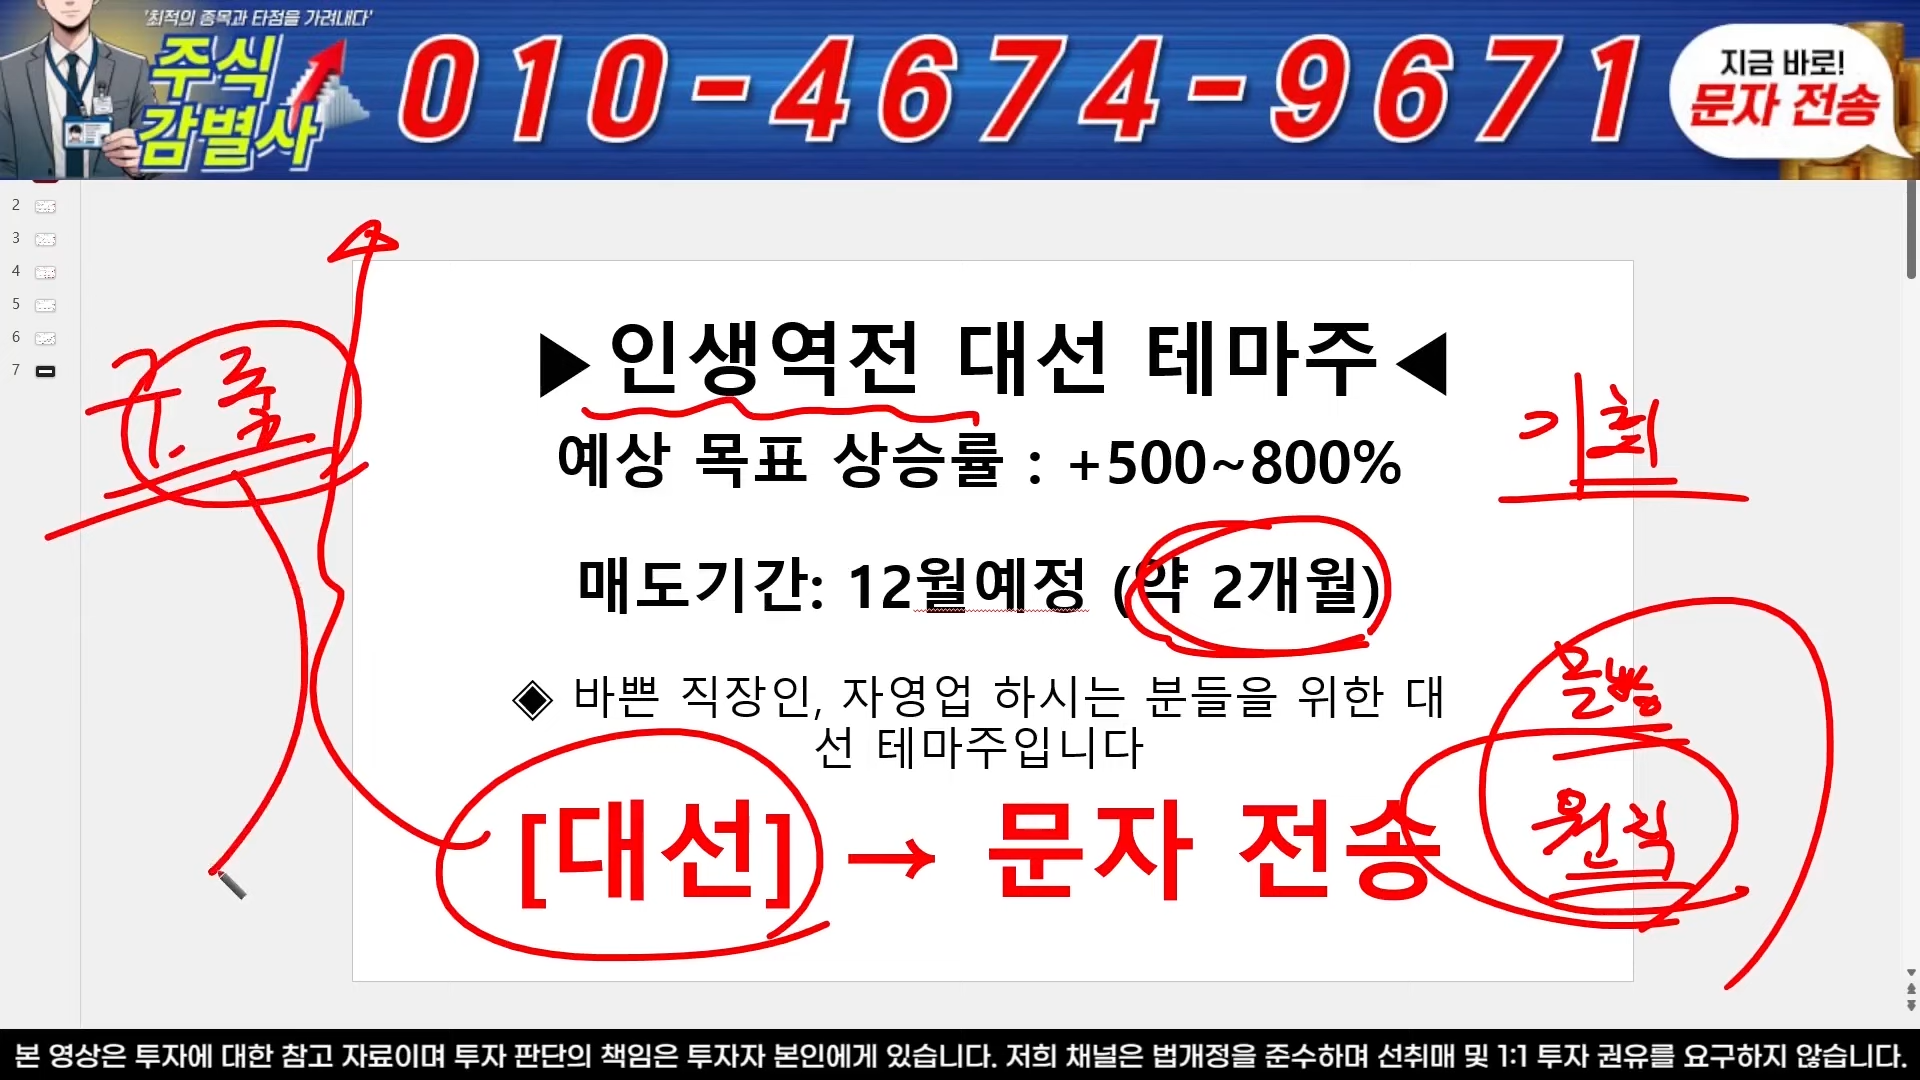 '최적의 종목과 타점을 가려내다'
주식
감별사
010-4674-9671
지금 바로!
문자 전송
2
3
4
5
6
7
▶인생역전 대선 테마주◀
예상 목표 상승률 : +500~800%
매도기간: 12월예정 (약 2개월)
◈ 바쁜 직장인, 자영업 하시는 분들을 위한 대
선 테마주입니다
[대선] → 문자 전송
기회
몰빵
원칙
본 영상은 투자에 대한 참고 자료이며 투자 판단의 책임은 투자자 본인에게 있습니다. 저희 채널은 법개정을 준수하며 선취매 및 1:1 투자 권유를 요구하지 않습니다.